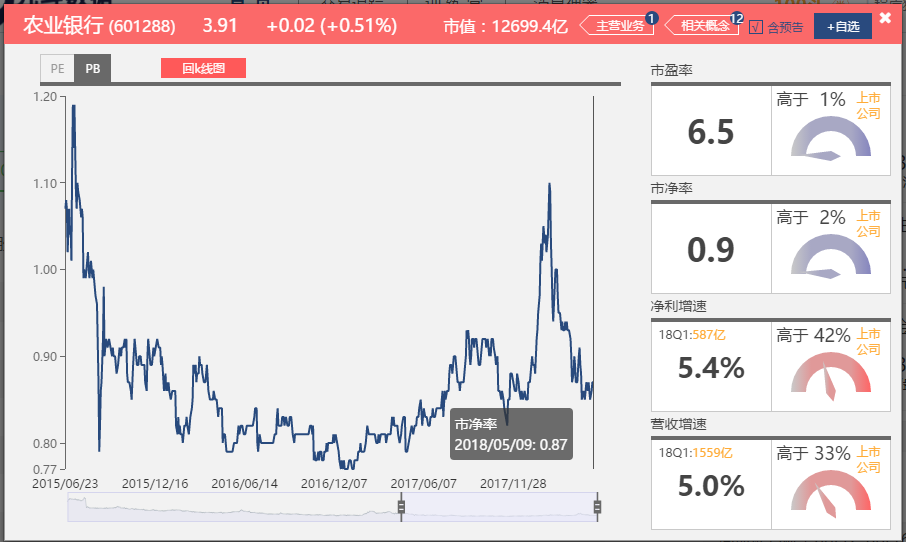 农业银行 (601288) 3.91 +0.02 (+0.51%) 市值：12699.4亿 主营业务 1 相关概念 12 含预告 +自选
PE PB 回k线图
1.20
1.10
1.00
0.90
0.80
0.77
2015/06/23 2015/12/16 2016/06/14 2016/12/07 2017/06/07 2017/11/28
市净率
2018/05/09: 0.87
市盈率
6.5
高于 1% 上市
公司
市净率
0.9
高于 2% 上市
公司
净利增速
18Q1:587亿
5.4%
高于 42% 上市
公司
营收增速
18Q1:1559亿
5.0%
高于 33% 上市
公司